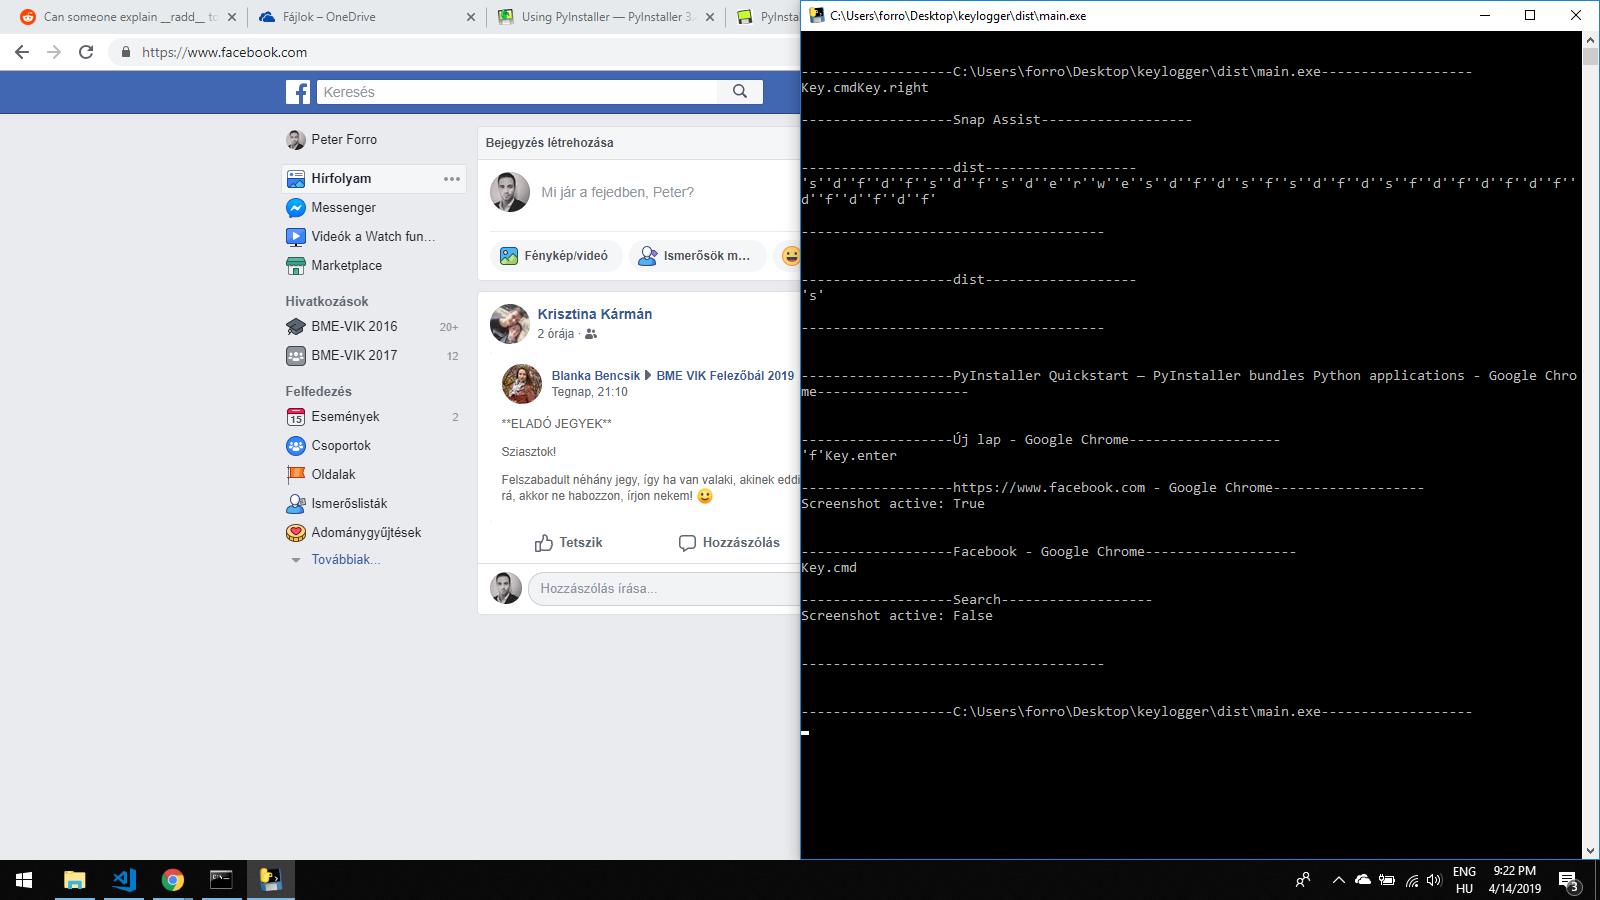 Can someone explain __radd__ to
Fájlok – OneDrive
Using PyInstaller — PyInstaller 3.
PyInsta
https://www.facebook.com
Keresés
Peter Forro
Hírfolyam
Messenger
Videók a Watch fun...
Marketplace
Hivatkozások
BME-VIK 2016 20+
BME-VIK 2017 12
Felfedezés
15
Események 2
Csoportok
Oldalak
Ismerőslisták
Adománygyűjtések
Továbbiak...
Bejegyzés létrehozása
Mi jár a fejedben, Peter?
Fénykép/videó
Ismerősök m...
Krisztina Kármán
2 órája ·
Blanka Bencsik BME VIK Felezőbál 2019
Tegnap, 21:10
**ELADÓ JEGYEK**
Sziasztok!
Felszabadult néhány jegy, így ha van valaki, akinek eddi
rá, akkor ne habozzon, írjon nekem!
Tetszik
Hozzászólás
Hozzászólás írása...
C:\Users\forro\Desktop\keylogger\dist\main.exe
-------------------C:\Users\forro\Desktop\keylogger\dist\main.exe-------------------
Key.cmdKey.right
-------------------Snap Assist-------------------
-------------------dist-------------------
's''d''f''d''f''s''d''f''s''d''e''r''w''e''s''d''f''d''s''f''s''d''f''d''s''f''d''f''d''f''d''f''
d''f''d''f''d''f'
--------------------------------------
-------------------dist-------------------
's'
--------------------------------------
-------------------PyInstaller Quickstart — PyInstaller bundles Python applications - Google Chro
me-------------------
-------------------Új lap - Google Chrome-------------------
'f'Key.enter
-------------------https://www.facebook.com - Google Chrome-------------------
Screenshot active: True
-------------------Facebook - Google Chrome-------------------
Key.cmd
-------------------Search-------------------
Screenshot active: False
--------------------------------------
-------------------C:\Users\forro\Desktop\keylogger\dist\main.exe-------------------
ENG
HU
9:22 PM
4/14/2019
3